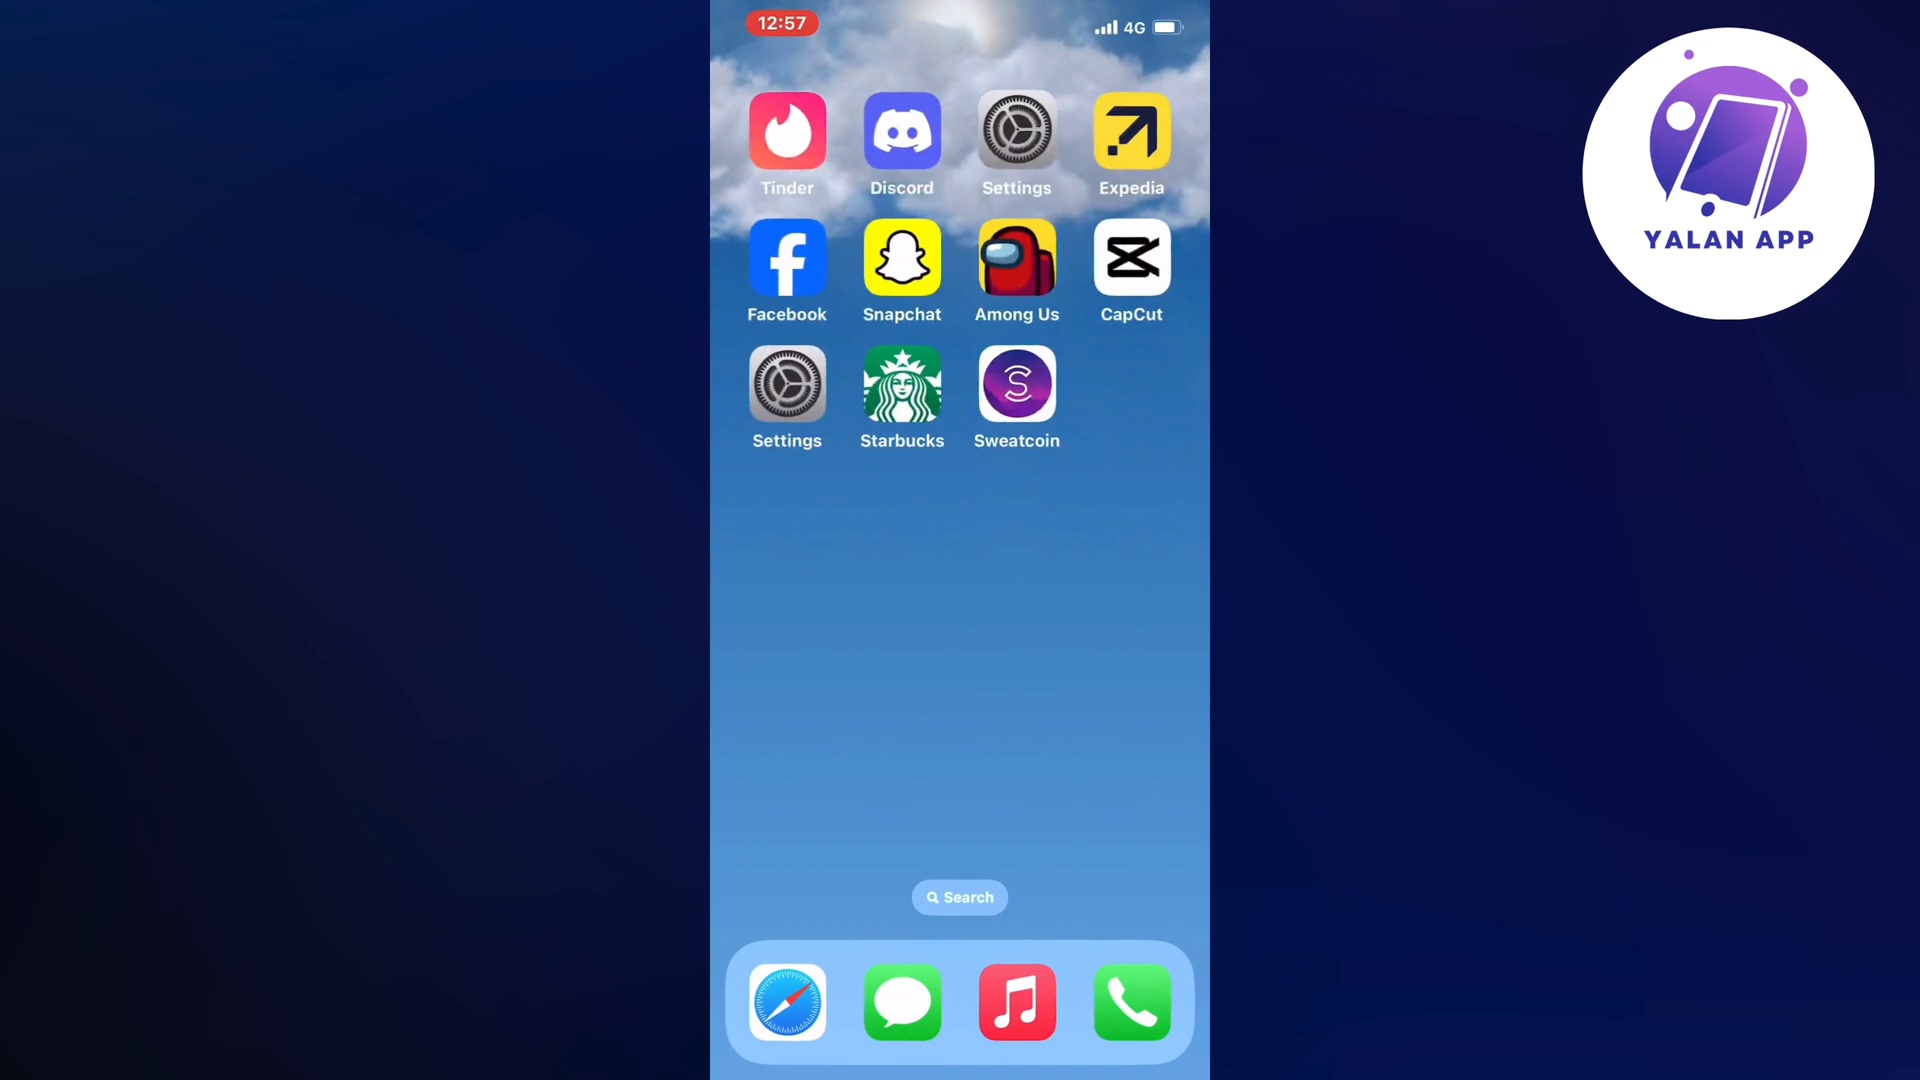 12:57
4G
Tinder
Discord
Settings
Expedia
Facebook
Snapchat
Among Us
CapCut
Settings
Starbucks
Sweatcoin
Search
YALAN APP